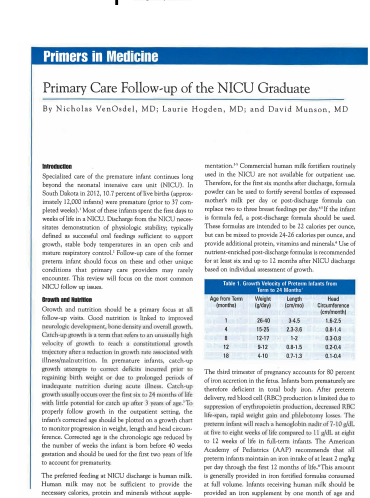 Primers in Medicine
Primary Care Follow-up of the NICU Graduate
By Nicholas VenOsdel, MD; Laurie Hogden, MD; and David Munson, MD
Introduction
Specialized care of the premature infant continues long
beyond the neonatal intensive care unit (NICU). In
South Dakota in 2012, 10.7 percent of live births (approx-
imately 12,000 infants) were premature (prior to 37 com-
pleted weeks).¹ Most of these infants spent the first days to
weeks of life in a NICU. Discharge from the NICU neces-
sitates demonstration of physiologic stability, typically
defined as successful oral feedings sufficient to support
growth, stable body temperatures in an open crib and
mature respiratory control.² Follow-up care of the former
preterm infant should focus on these and other unique
conditions that primary care providers may rarely
encounter. This review will focus on the most common
NICU follow up issues.
Growth and Nutrition
Growth and nutrition should be a primary focus at all
follow-up visits. Good nutrition is linked to improved
neurologic development, bone density and overall growth.
Catch-up growth is a term that refers to an unusually high
velocity of growth to reach a constitutional growth
trajectory after a reduction in growth rate associated with
illness/malnutrition. In premature infants, catch-up
growth attempts to correct deficits incurred prior to
regaining birth weight or due to prolonged periods of
inadequate nutrition during acute illness. Catch-up
growth usually occurs over the first six to 24 months of life
with little potential for catch up after 3 years of age.³ To
properly follow growth in the outpatient setting, the
infant's corrected age should be plotted on a growth chart
to monitor progression in weight, length and head circum-
ference. Corrected age is the chronologic age reduced by
the number of weeks the infant is born before 40 weeks
gestation and should be used for the first two years of life
to account for prematurity.
The preferred feeding at NICU discharge is human milk.
Human milk may not be sufficient to provide the
necessary calories, protein and minerals without supple-
mentation. Commercial human milk fortifiers routinely
used in the NICU are not available for outpatient use.
Therefore, for the first six months after discharge, formula
powder can be used to fortify several bottles of expressed
mother's milk per day or post-discharge formula can
replace two to three breast feedings per day. If the infant
is formula fed, a post-discharge formula should be used.
These formulas are intended to be 22 calories per ounce,
but can be mixed to provide 24-26 calories per ounce, and
provide additional protein, vitamins and minerals. Use of
nutrient-enriched post-discharge formulas is recommended
for at least six and up to 12 months after NICU discharge
based on individual assessment of growth.
Table 1. Growth Velocity of Preterm Infants from
Term to 24 Months
Age from Term (months) Weight (g/day) Length (cm/mo) Head Circumference (cm/month)
1 26-40 3-4.5 1.6-2.5
4 15-25 2.3-3.6 0.8-1.4
8 12-17 1-2 0.3-0.8
12 9-12 0.8-1.5 0.2-0.4
18 4-10 0.7-1.3 0.1-0.4
The third trimester of pregnancy accounts for 80 percent
of iron accretion in the fetus. Infants born prematurely are
therefore deficient in total body iron. After preterm
delivery, red blood cell (RBC) production is limited due to
suppression of erythropoietin production, decreased RBC
life-span, rapid weight gain and phlebotomy losses. The
preterm infant will reach a hemoglobin nadir of 7-10 g/dL
at five to eight weeks of life compared to 11 g/dL at eight
to 12 weeks of life in full-term infants. The American
Academy of Pediatrics (AAP) recommends that all
preterm infants maintain an iron intake of at least 2 mg/kg
per day through the first 12 months of life. This amount
is generally provided in iron fortified formulas consumed
at full volume. Infants receiving human milk should be
provided an iron supplement by one month of age and